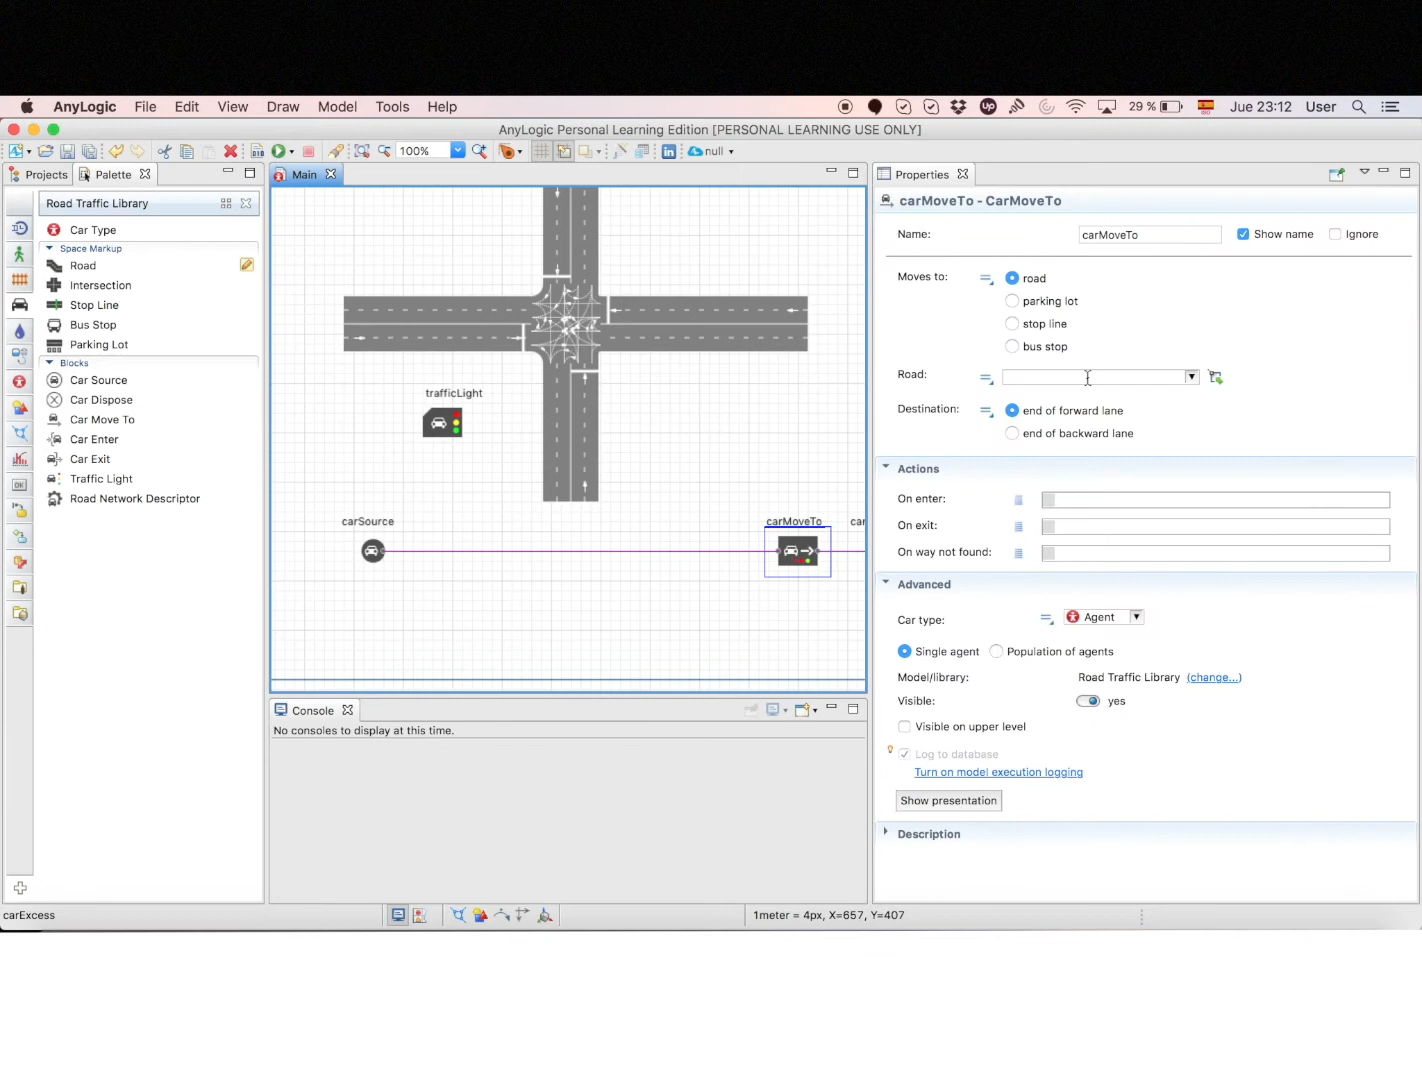 AnyLogic File Edit View Draw Model Tools Help 29 % Jue 23:12 User
AnyLogic Personal Learning Edition [PERSONAL LEARNING USE ONLY]
100% null
Projects Palette
Main
Properties
Road Traffic Library
carMoveTo - CarMoveTo
Car Type
Name: carMoveTo Show name Ignore
Space Markup
Road
Intersection
Stop Line
Bus Stop
Parking Lot
Blocks
Car Source
Car Dispose
Car Move To
Car Enter
Car Exit
Traffic Light
Road Network Descriptor
trafficLight
carSource
carMoveTo
car
Moves to: road
parking lot
stop line
bus stop
Road:
Destination: end of forward lane
end of backward lane
Actions
On enter:
On exit:
On way not found:
Advanced
Car type: Agent
Single agent Population of agents
Model/library: Road Traffic Library (change...)
Visible: yes
Visible on upper level
Log to database
Turn on model execution logging
Show presentation
Description
Console
No consoles to display at this time.
carExcess
1meter = 4px, X=657, Y=407